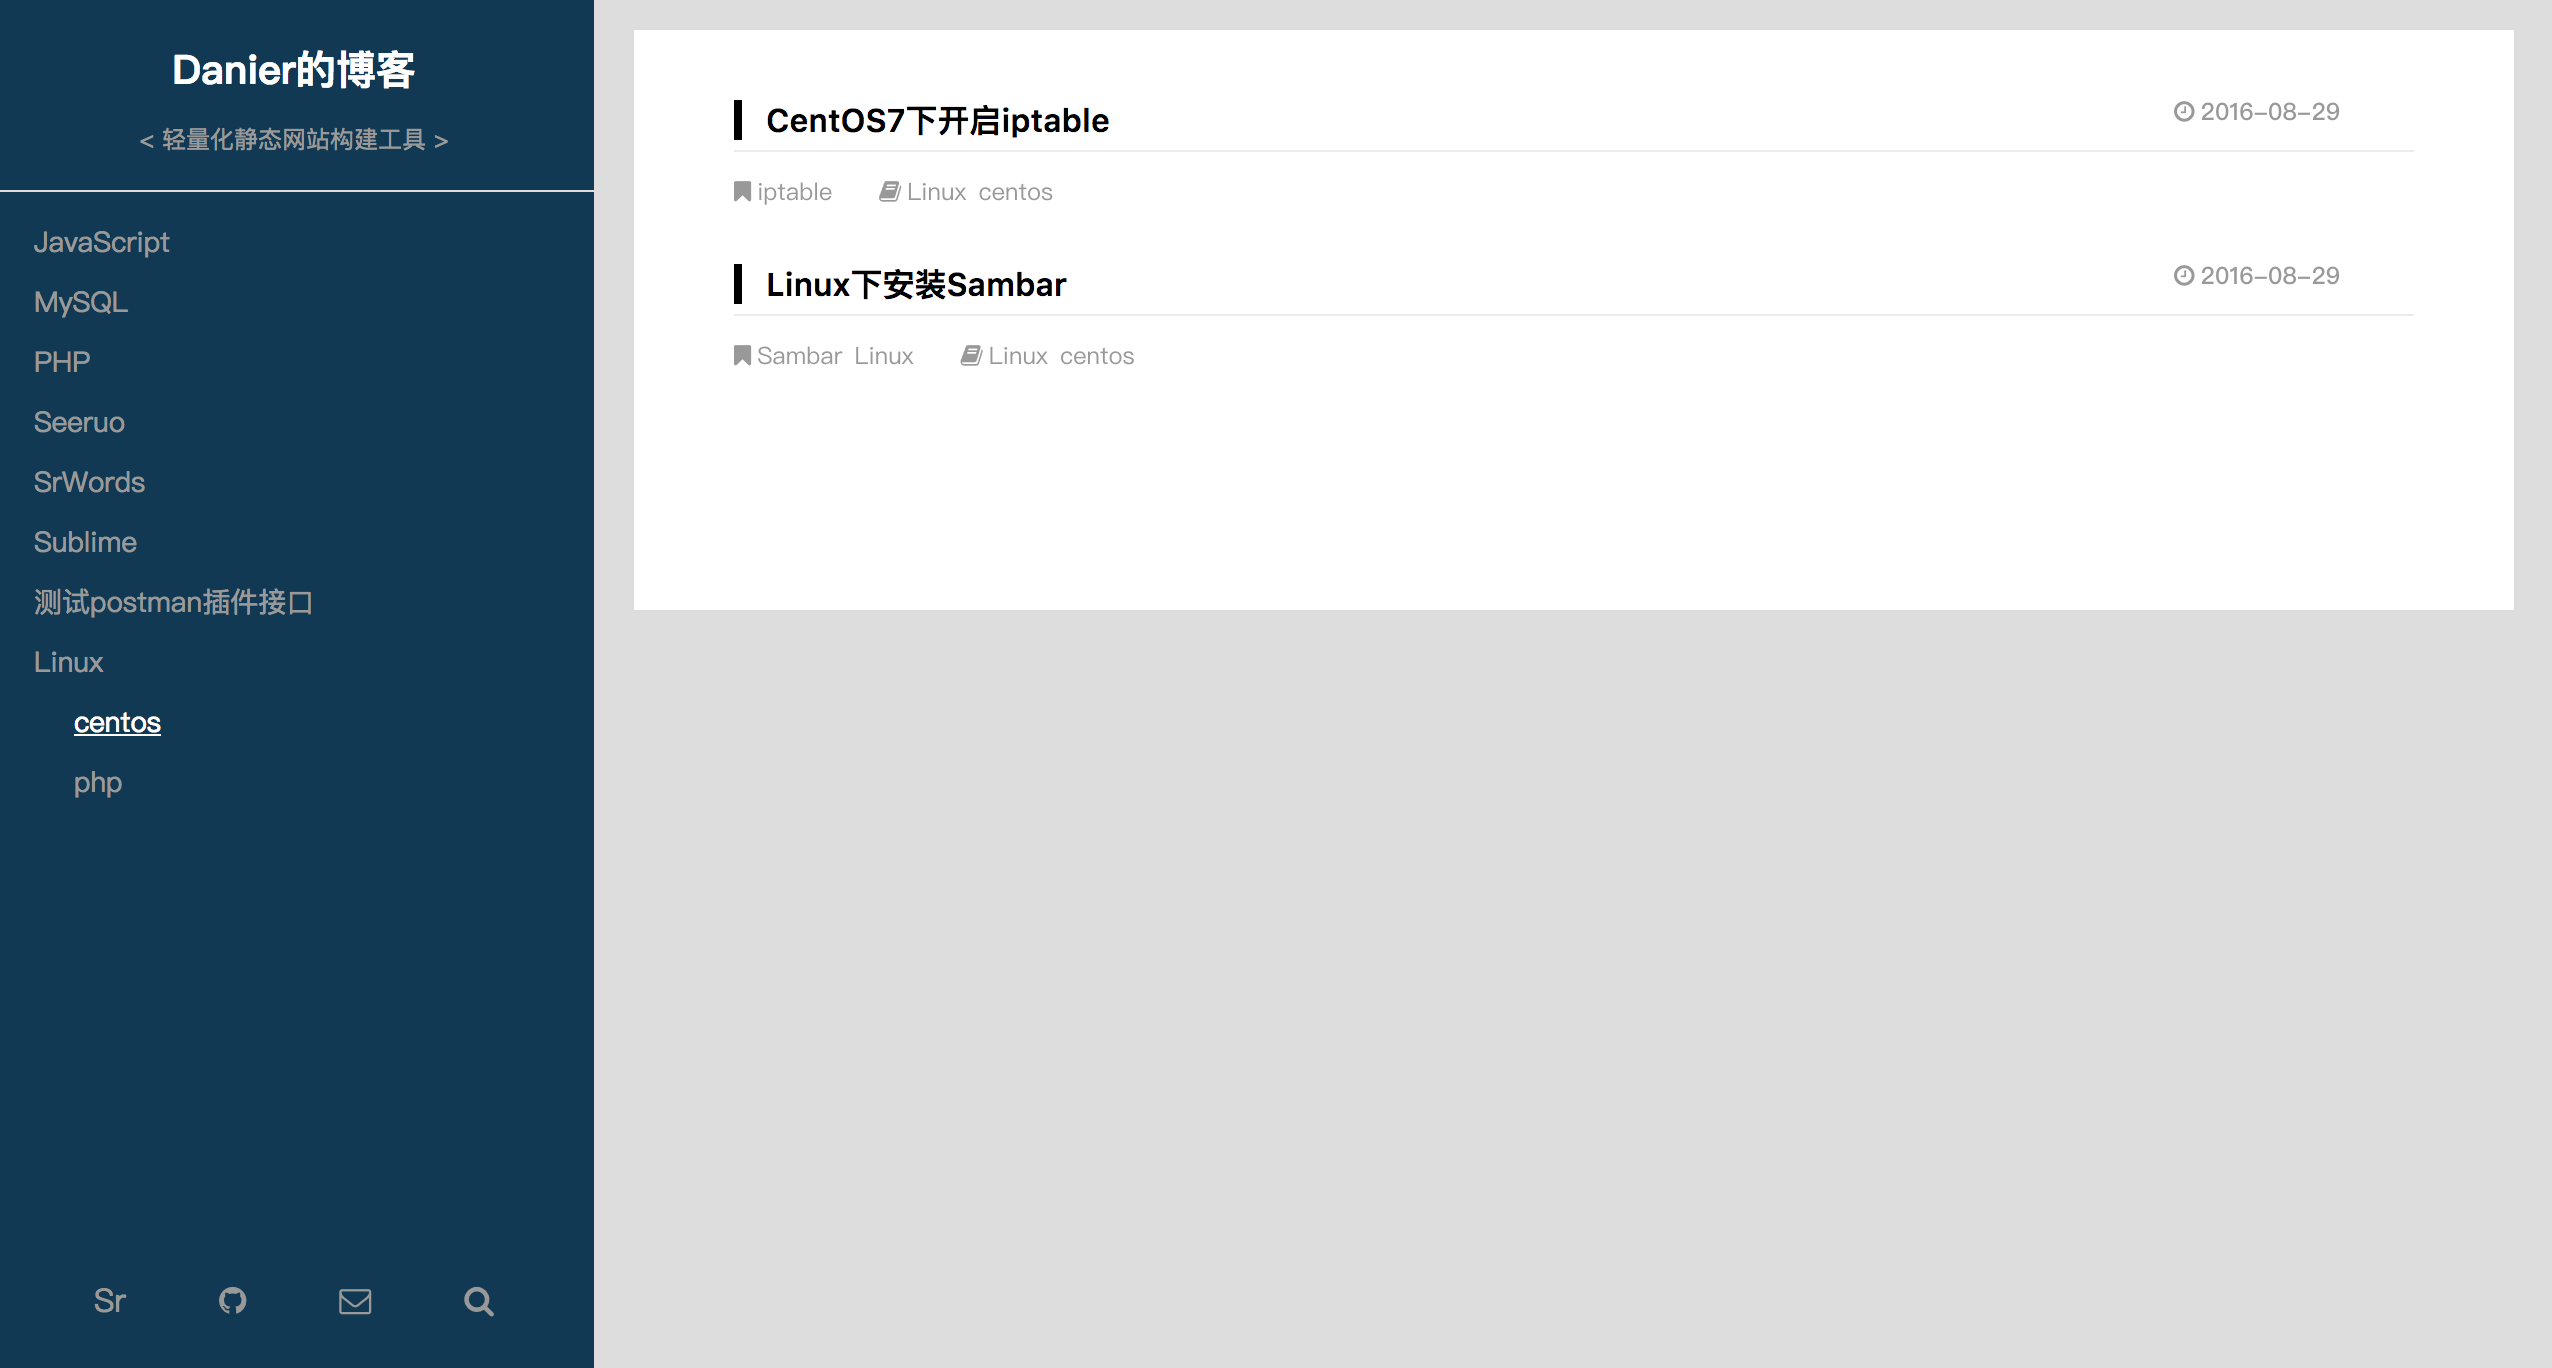 Danier的博客
< 轻量化静态网站构建工具 >
JavaScript
MySQL
PHP
Seeruo
SrWords
Sublime
测试postman插件接口
Linux
centos
php
Sr
CentOS7下开启iptable
2016-08-29
iptable Linux centos
Linux下安装Sambar
2016-08-29
Sambar Linux Linux centos